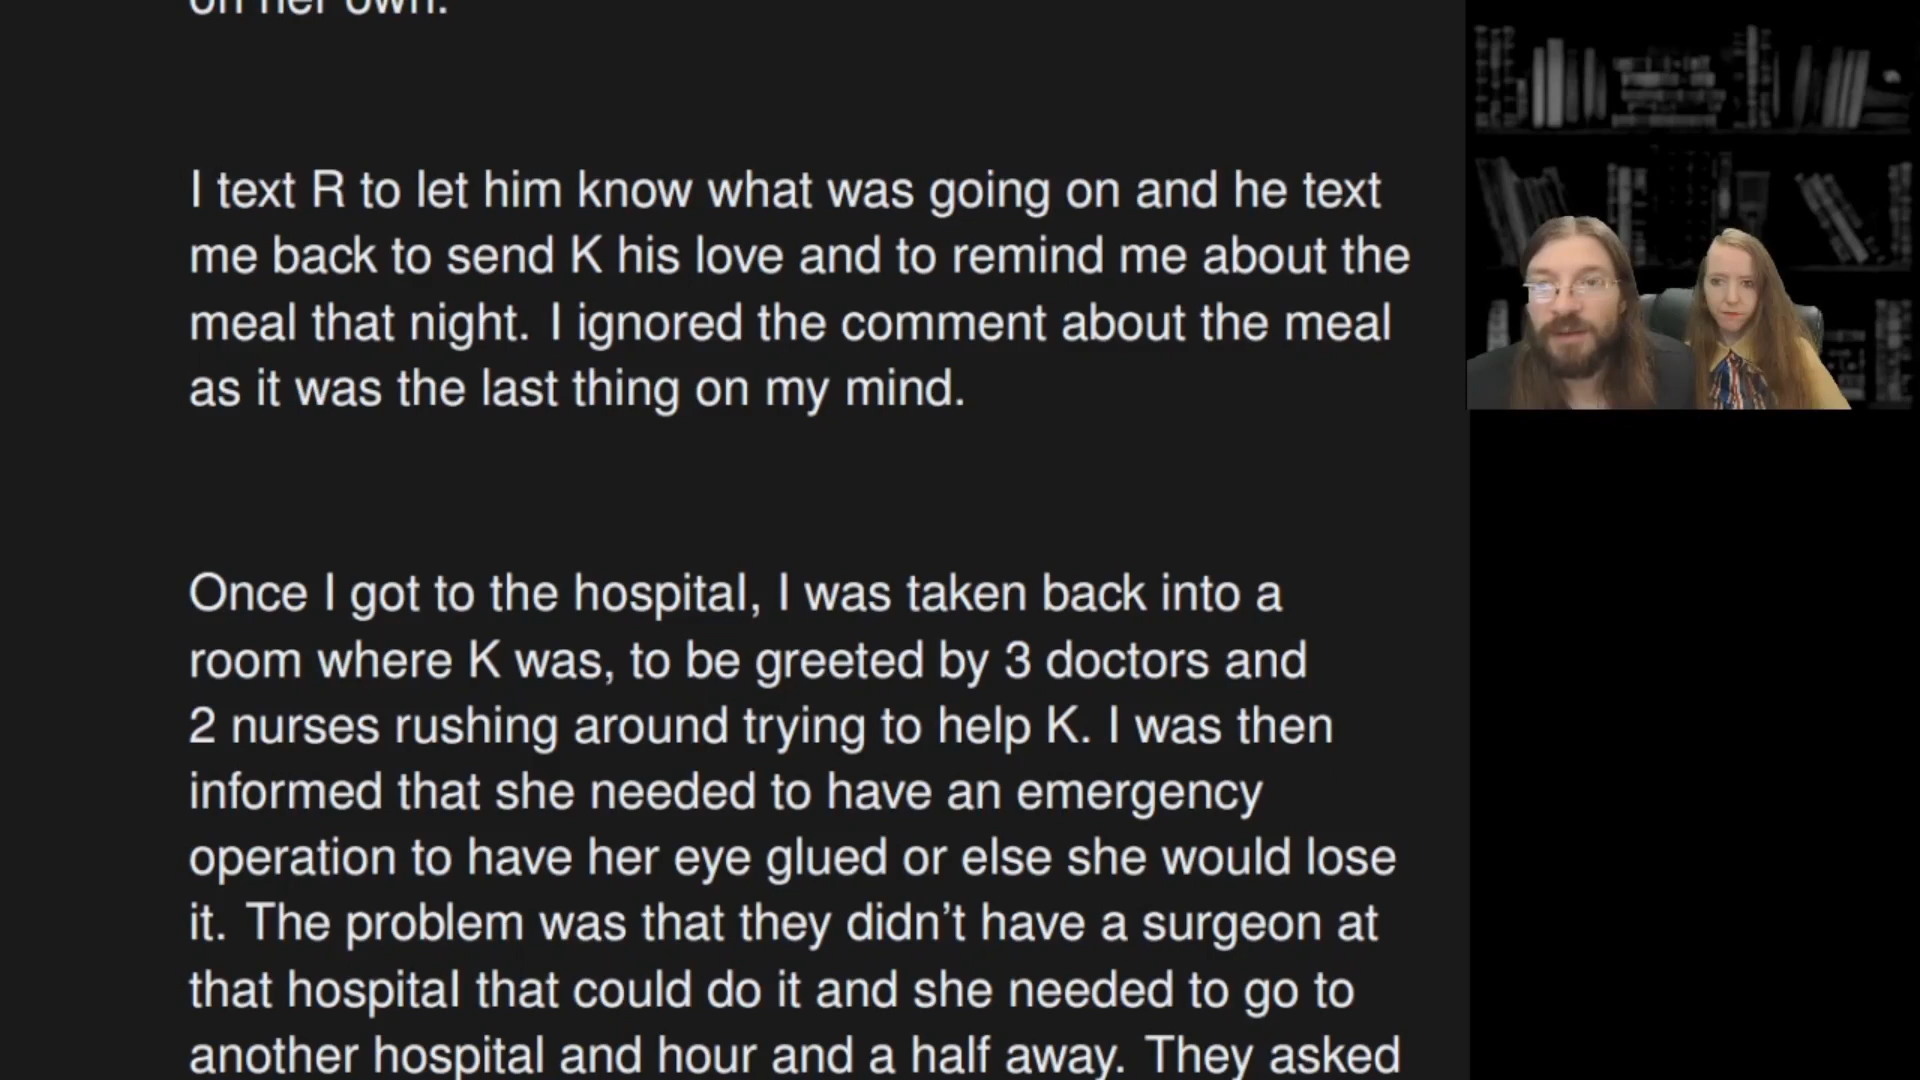 on her own.
I text R to let him know what was going on and he text
me back to send K his love and to remind me about the
meal that night. I ignored the comment about the meal
as it was the last thing on my mind.
Once I got to the hospital, I was taken back into a
room where K was, to be greeted by 3 doctors and
2 nurses rushing around trying to help K. I was then
informed that she needed to have an emergency
operation to have her eye glued or else she would lose
it. The problem was that they didn't have a surgeon at
that hospital that could do it and she needed to go to
another hospital and hour and a half away. They asked